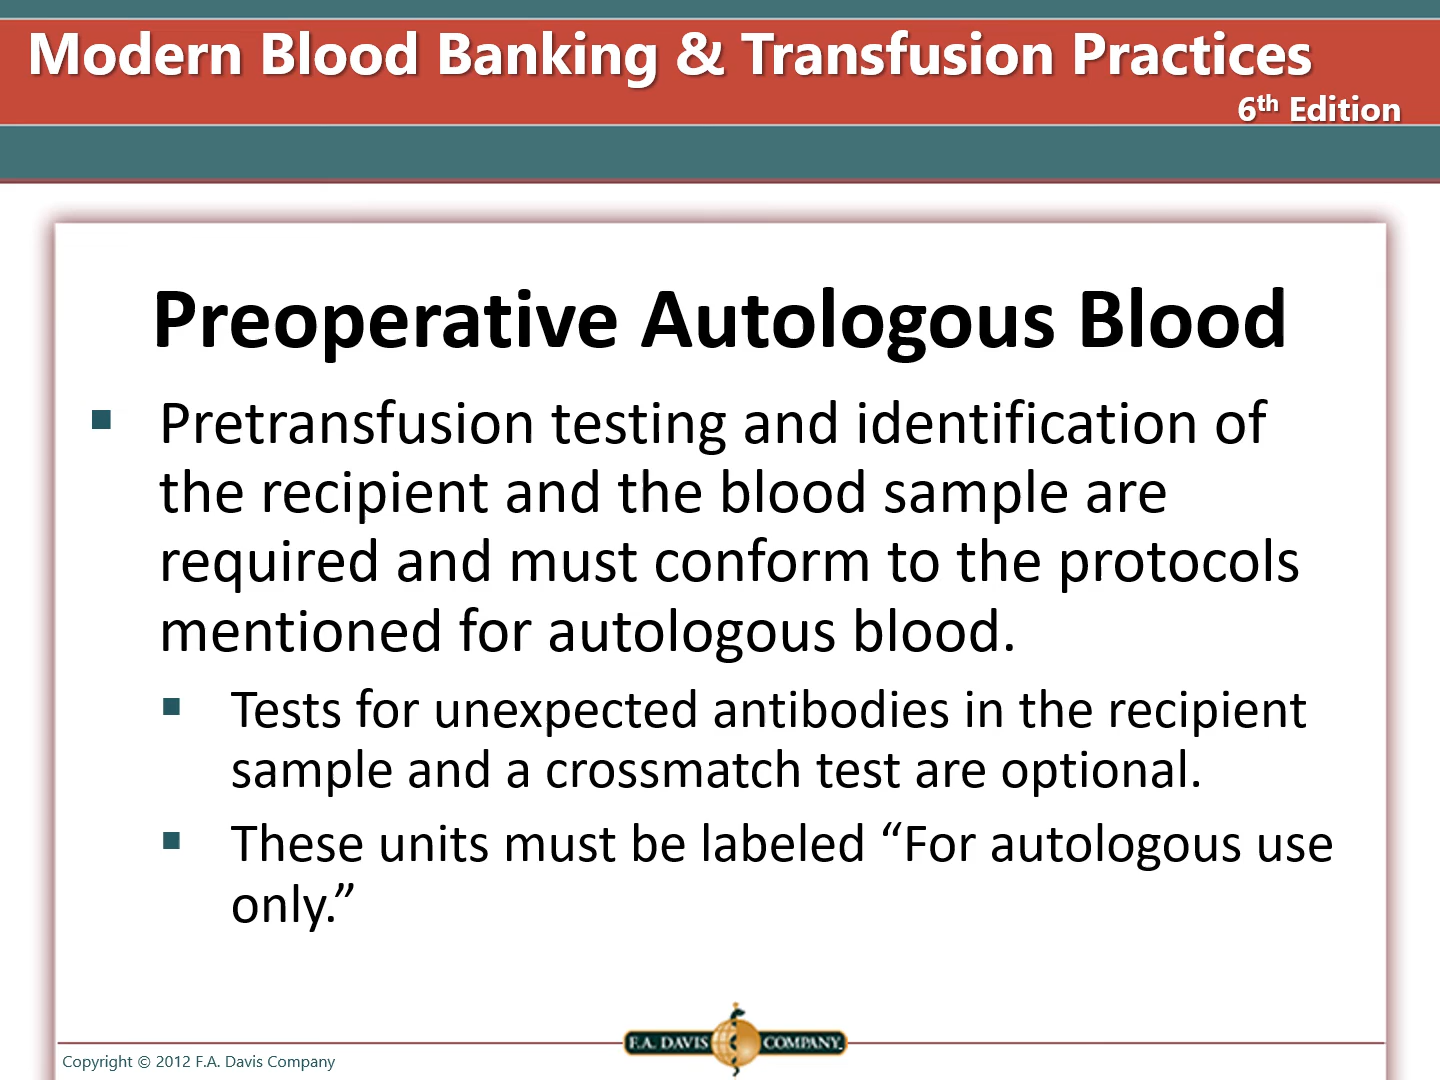 Modern Blood Banking & Transfusion Practices
6th Edition
Preoperative Autologous Blood
▪ Pretransfusion testing and identification of
the recipient and the blood sample are
required and must conform to the protocols
mentioned for autologous blood.
▪ Tests for unexpected antibodies in the recipient
sample and a crossmatch test are optional.
▪ These units must be labeled “For autologous use
only.”
F.A. DAVIS COMPANY
Copyright © 2012 F.A. Davis Company